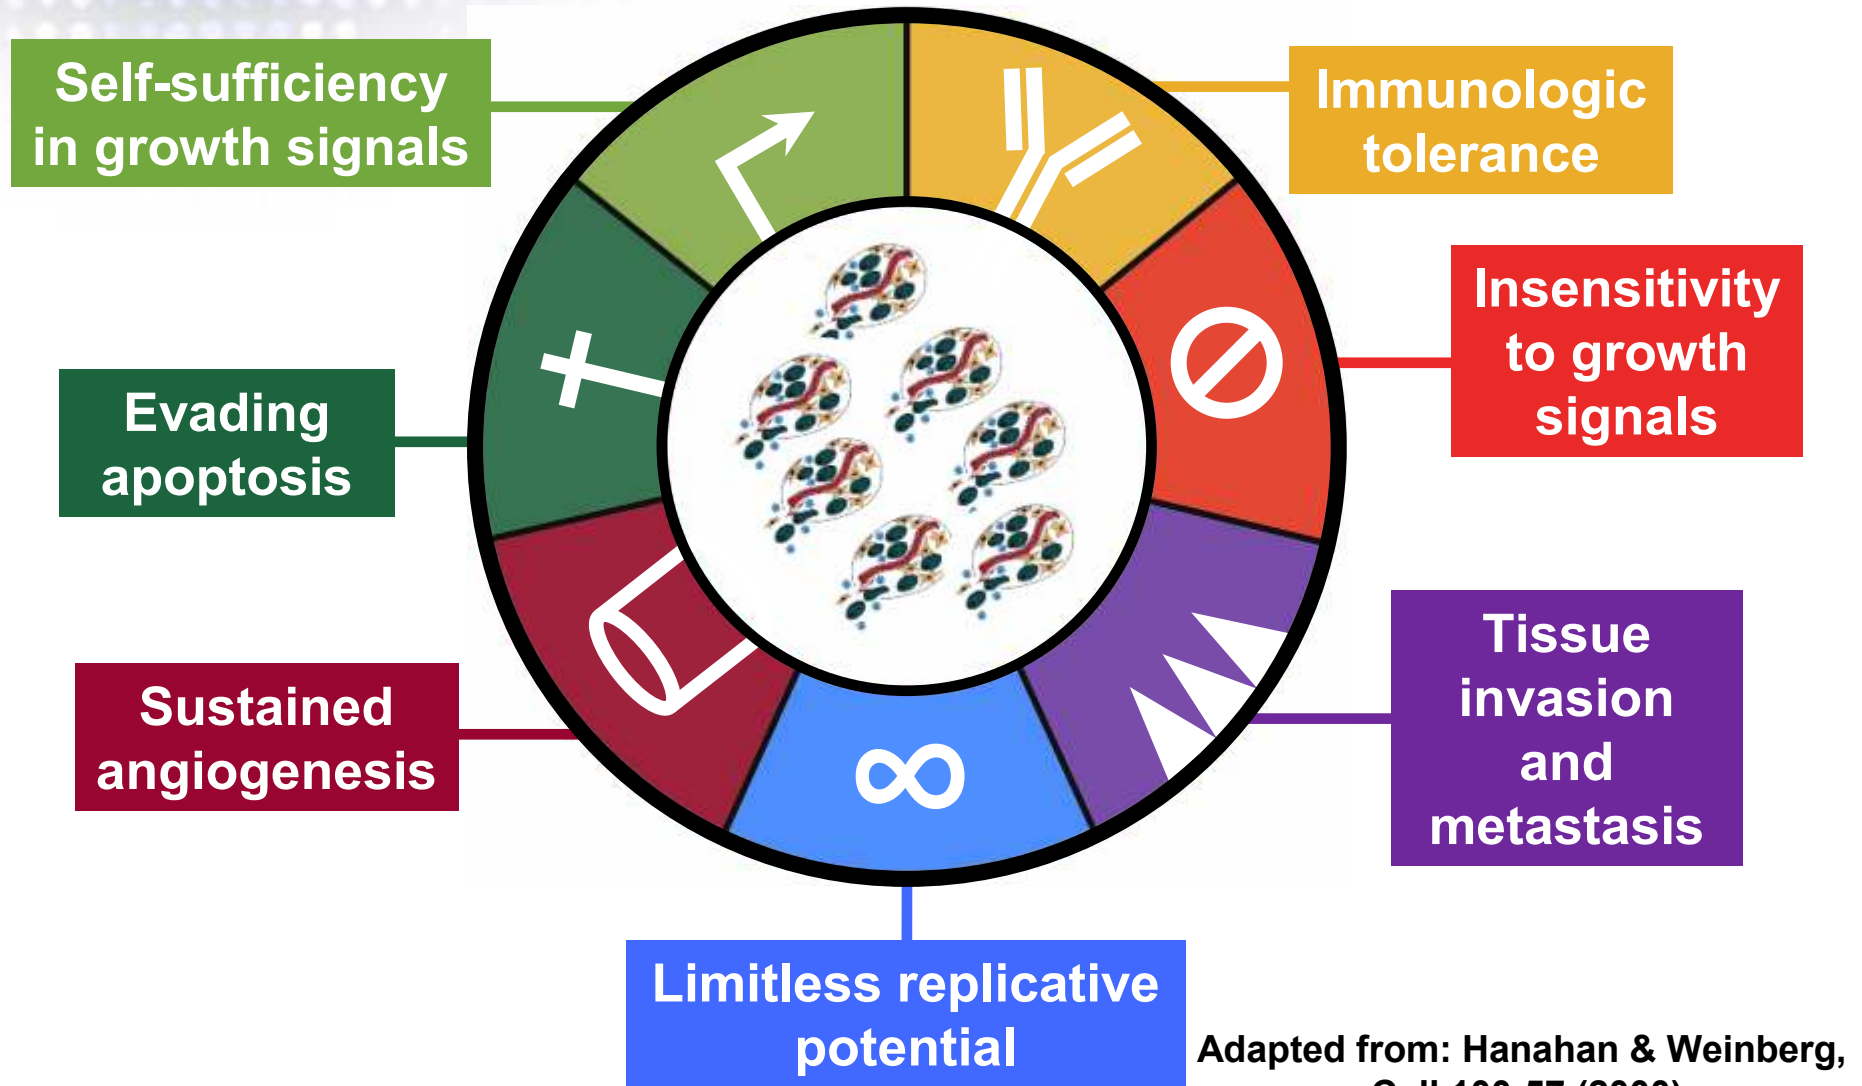 Self-sufficiency
in growth signals
Immunologic
tolerance
Insensitivity
to growth
signals
Evading
apoptosis
Tissue
invasion
and
metastasis
Sustained
angiogenesis
Limitless replicative
potential
Adapted from: Hanahan & Weinberg,